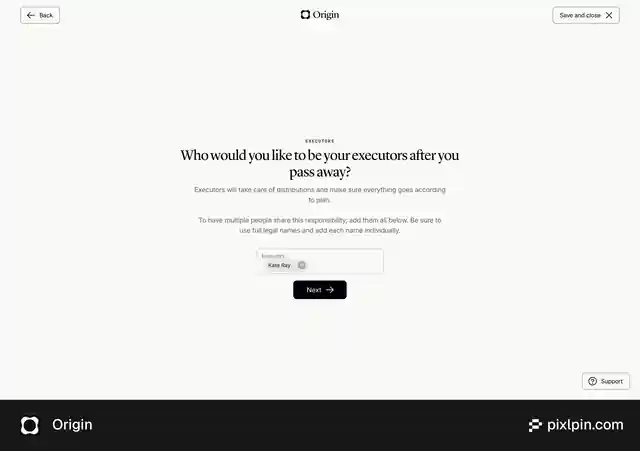 Back
Origin
Save and close
EXECUTORS
Who would you like to be your executors after you
pass away?
Executors will take care of distributions and make sure everything goes according
to plan.
To have multiple people share this responsibility, add them all below. Be sure to
use full legal names and add each name individually.
Executors
Kate Ray
Next
Support
Origin
pixlpin.com